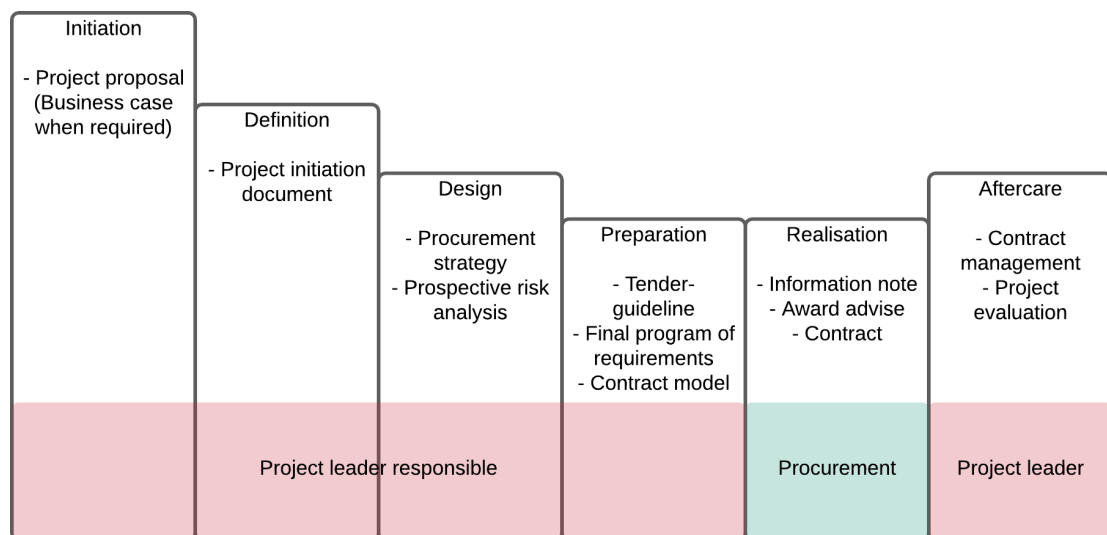 Initiation
- Project proposal
(Business case
when required)
Definition
- Project initiation
document
Design
- Procurement
strategy
- Prospective risk
analysis
Preparation
- Tender-
guideline
- Final program of
requirements
- Contract model
Realisation
- Information note
- Award advise
- Contract
Aftercare
- Contract
management
- Project
evaluation
Project leader responsible
Procurement
Project leader